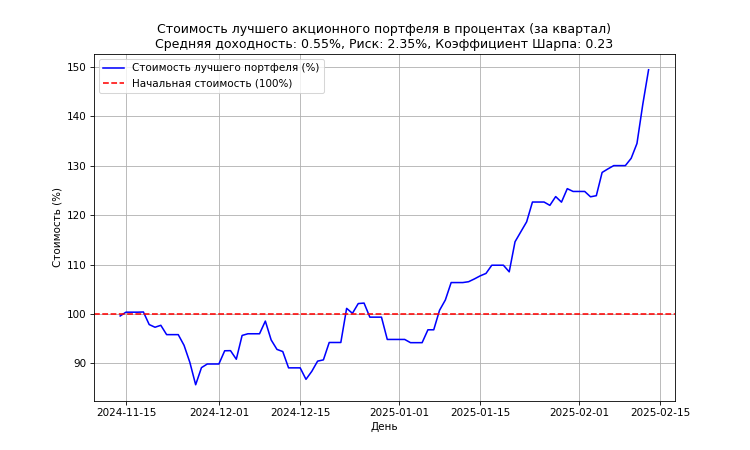 Стоимость лучшего акционного портфеля в процентах (за квартал)
Средняя доходность: 0.55%, Риск: 2.35%, Коэффициент Шарпа: 0.23
Стоимость лучшего портфеля (%)
Начальная стоимость (100%)
Стоимость (%)
150
140
130
120
110
100
90
2024-11-15
2024-12-01
2024-12-15
2025-01-01
2025-01-15
2025-02-01
2025-02-15
День